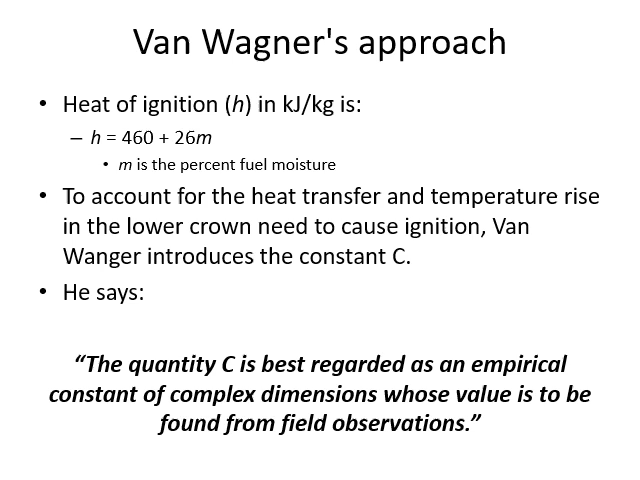 Van Wagner's approach
• Heat of ignition (h) in kJ/kg is:
– h = 460 + 26m
• m is the percent fuel moisture
• To account for the heat transfer and temperature rise
in the lower crown need to cause ignition, Van
Wanger introduces the constant C.
• He says:
“The quantity C is best regarded as an empirical
constant of complex dimensions whose value is to be
found from field observations.”